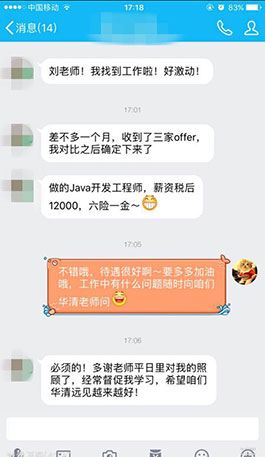 中国移动
17:18
83%
消息(14)
刘老师！我找到工作啦！好激动！
17:01
差不多一个月，收到了三家offer，
我对比之后确定下来了
做的Java开发工程师，薪资税后
12000，六险一金～
17:05
不错哦，待遇很好啊～要多多加油
哦，工作中有什么问题随时向咱们
华清老师问
17:06
必须的！多谢老师平日里对我的照
顾了，经常督促我学习，希望咱们
华清远见越来越好！